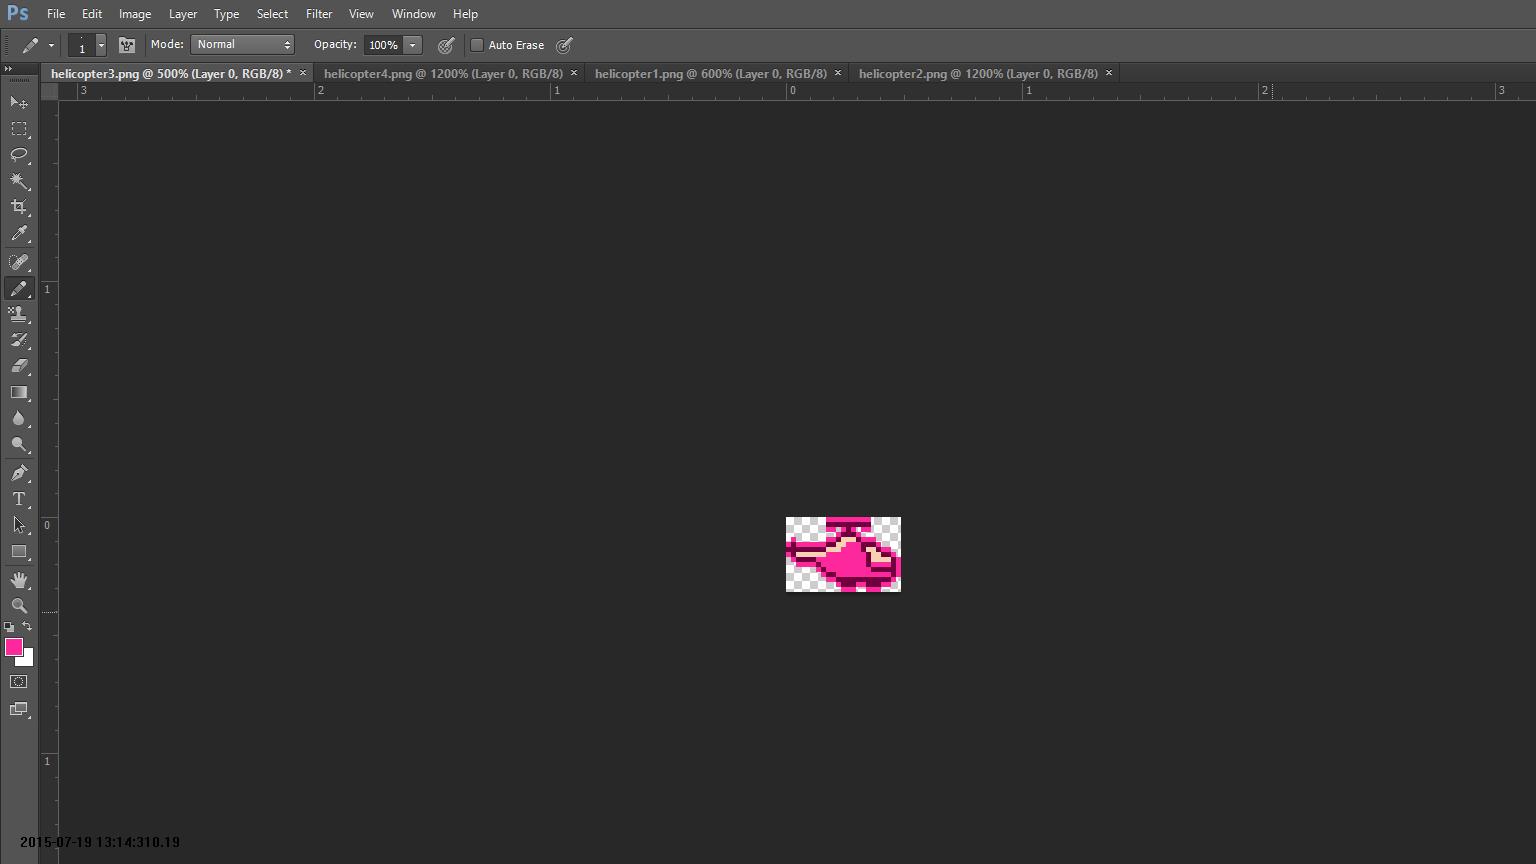 Ps File Edit Image Layer Type Select Filter View Window Help
1 Mode: Normal Opacity: 100% Auto Erase
helicopter3.png @ 500% (Layer 0, RGB/8) * × helicopter4.png @ 1200% (Layer 0, RGB/8) × helicopter1.png @ 600% (Layer 0, RGB/8) × helicopter2.png @ 1200% (Layer 0, RGB/8) ×
3 2 1 0 1 2 3
1
T
0
1
2015-07-19 13:14:310.19